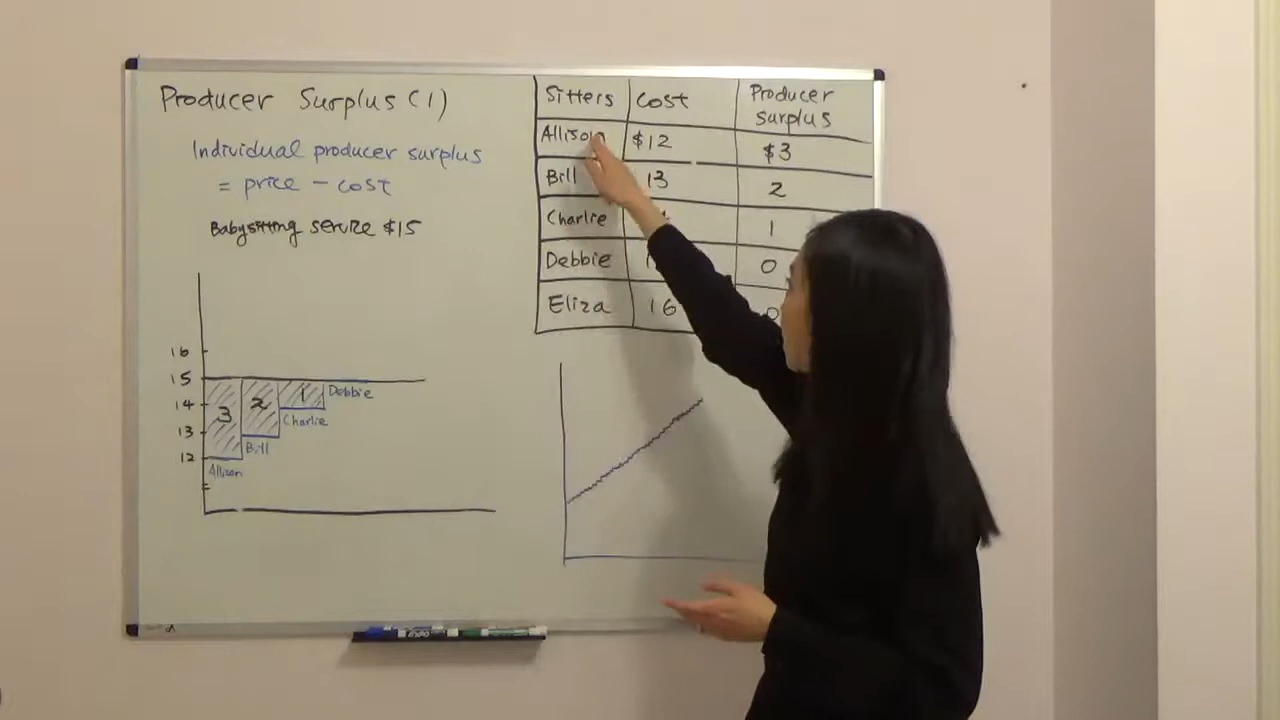 Producer Surplus (1)
Individual producer surplus
= price - cost
Babysitting service $15
16
15
14
13
12
3
2
1
Debbie
Charlie
Bill
Allison
Sitters Cost Producer surplus
Allison $12 $3
Bill 13 2
Charlie 1
Debbie 0
Eliza 16 0
EXPO